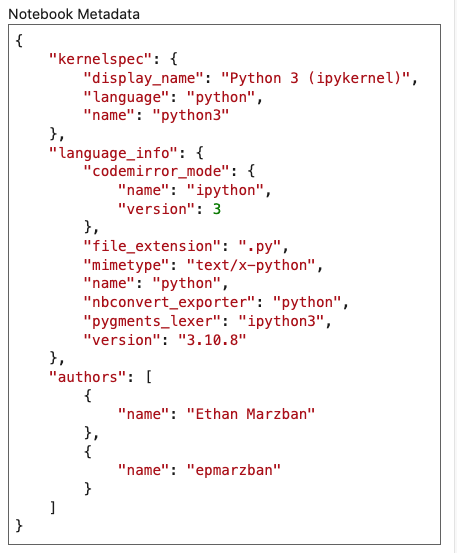 Notebook Metadata
{
    "kernelspec": {
        "display_name": "Python 3 (ipykernel)",
        "language": "python",
        "name": "python3"
    },
    "language_info": {
        "codemirror_mode": {
            "name": "ipython",
            "version": 3
        },
        "file_extension": ".py",
        "mimetype": "text/x-python",
        "name": "python",
        "nbconvert_exporter": "python",
        "pygments_lexer": "ipython3",
        "version": "3.10.8"
    },
    "authors": [
        {
            "name": "Ethan Marzban"
        },
        {
            "name": "epmarzban"
        }
    ]
}